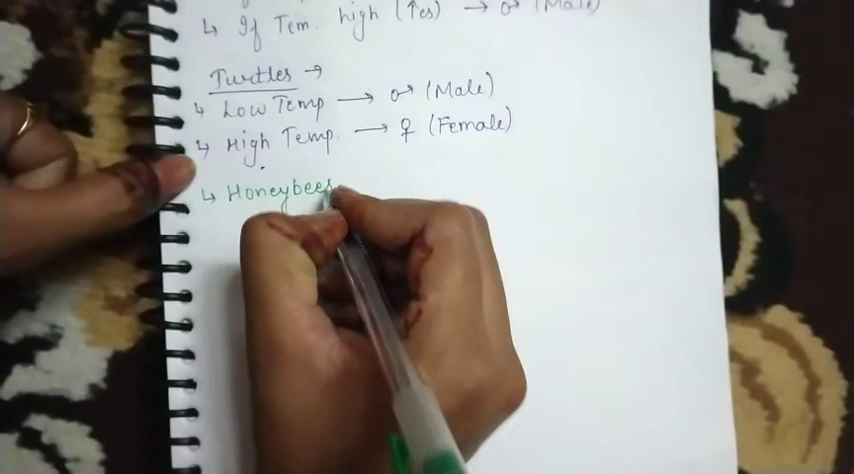 ↳ If Tem. high (↑es) → ♂ (Male)
Turtles →
↳ Low Temp → ♂ (Male)
↳ High Temp. → ♀ (Female)
↳ Honeybees